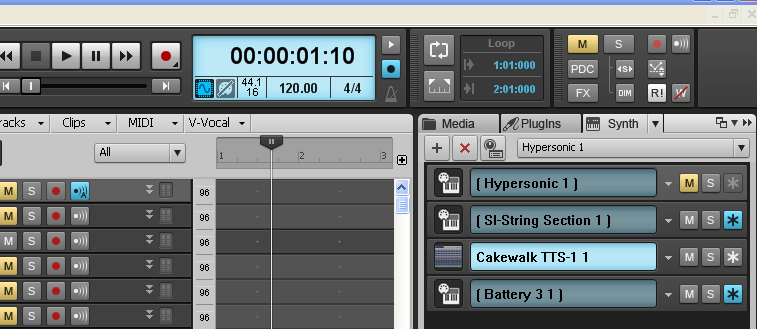 00:00:01:10
44.1
16
120.00
4/4
Loop
1:01:000
2:01:000
M S
PDC
FX DIM R! W
racks Clips MIDI V-Vocal
Media PlugIns Synth
All
1 2 3
Hypersonic 1
M S A 96
( Hypersonic 1 ) M S
M S 96
( SI-String Section 1 ) M S
M S 96
Cakewalk TTS-1 1 M S
M S 96
M S 96
( Battery 3 1 ) M S
M S 96